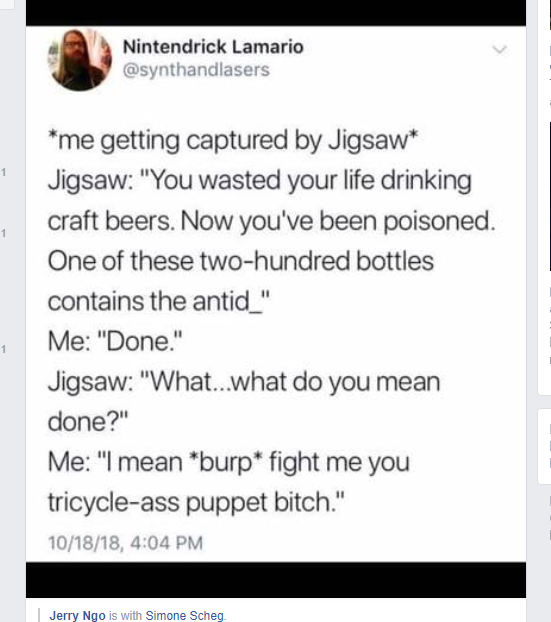 Nintendrick Lamario
@synthandlasers
*me getting captured by Jigsaw*
Jigsaw: "You wasted your life drinking
craft beers. Now you've been poisoned.
One of these two-hundred bottles
contains the antid_"
Me: "Done."
Jigsaw: "What...what do you mean
done?"
Me: "I mean *burp* fight me you
tricycle-ass puppet bitch."
10/18/18, 4:04 PM
Jerry Ngo is with Simone Scheg.
1
1
1